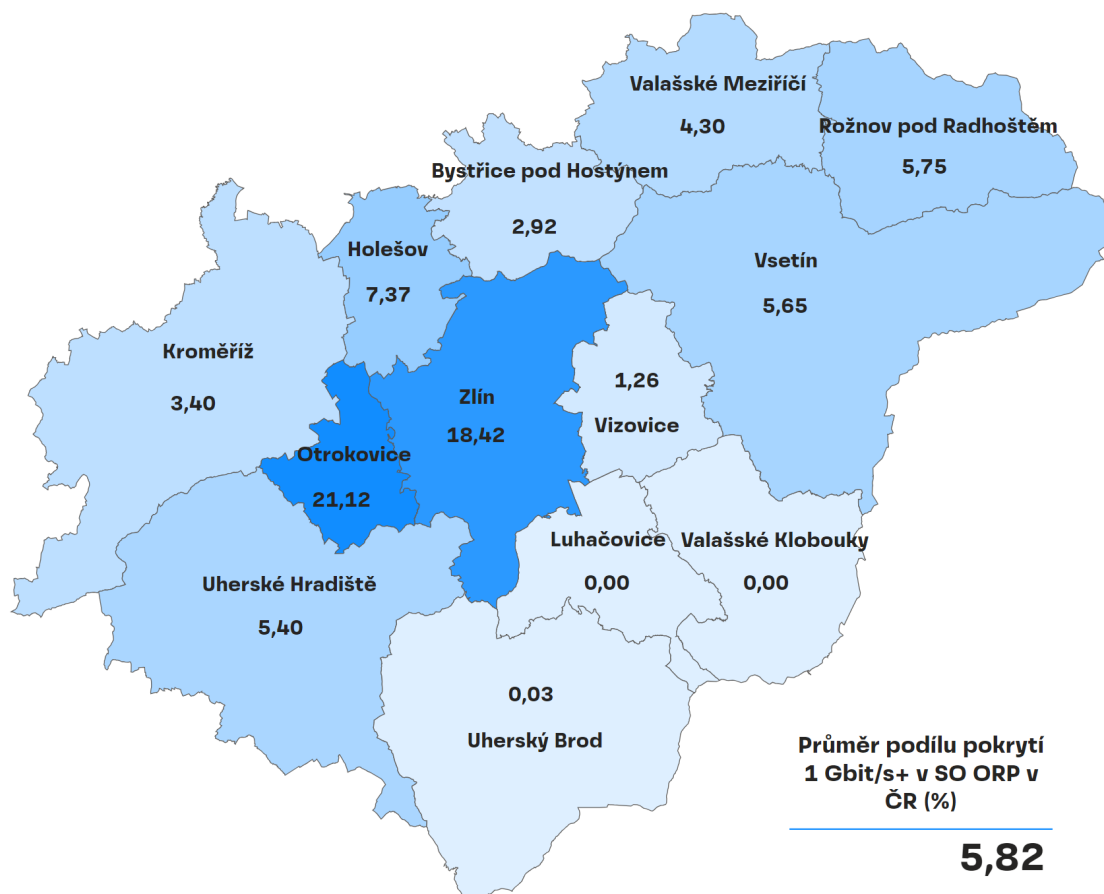 Valašské Meziříčí
4,30
Rožnov pod Radhoštěm
5,75
Bystřice pod Hostýnem
2,92
Holešov
7,37
Vsetín
5,65
Kroměříž
3,40
Zlín
18,42
1,26
Vizovice
Otrokovice
21,12
Luhačovice
0,00
Valašské Klobouky
0,00
Uherské Hradiště
5,40
0,03
Uherský Brod
Průměr podílu pokrytí
1 Gbit/s+ v SO ORP v
ČR (%)
5,82